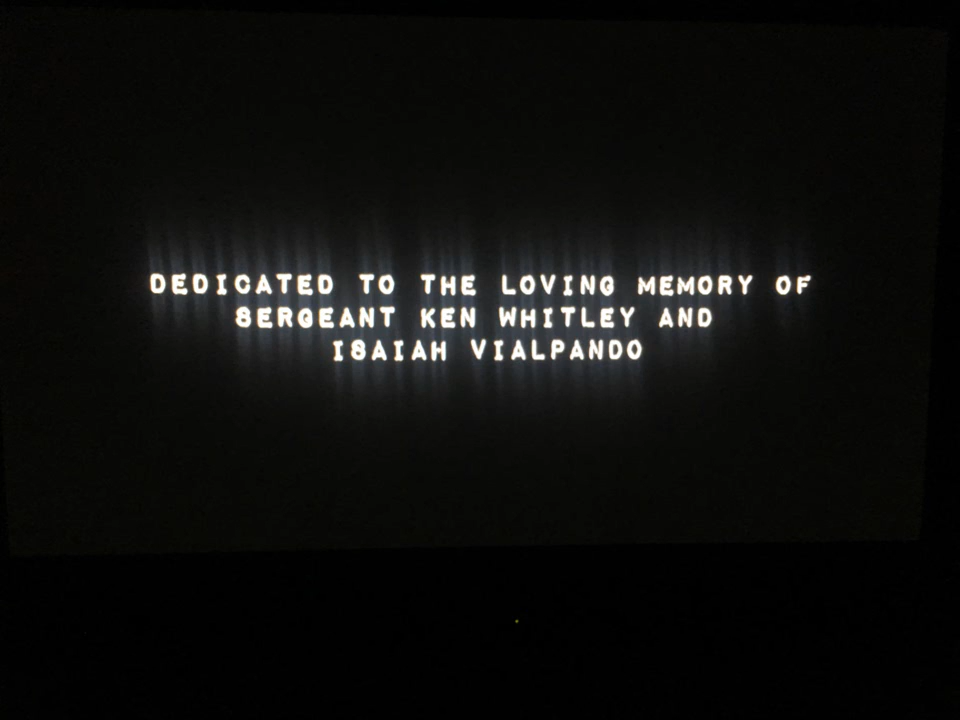 DEDICATED TO THE LOVING MEMORY OF
SERGEANT KEN WHITLEY AND
ISAIAH VIALPANDO